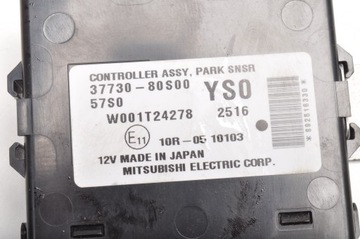 CONTROLLER ASSY, PARK SNSR
37730-80S00 YS0
57S0
W001T24278 2516
E11 10R-05 10103
12V MADE IN JAPAN
MITSUBISHI ELECTRIC CORP.